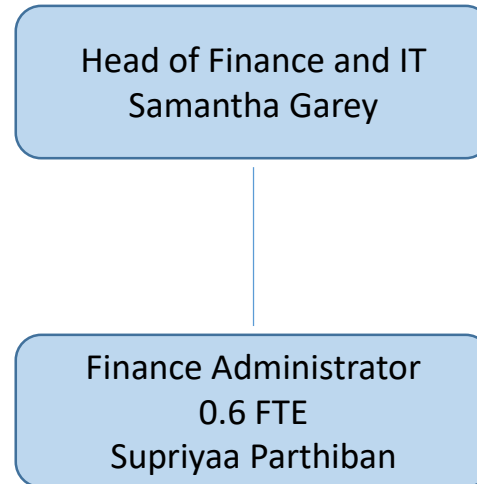 Head of Finance and IT
Samantha Garey
Finance Administrator
0.6 FTE
Supriyaa Parthiban